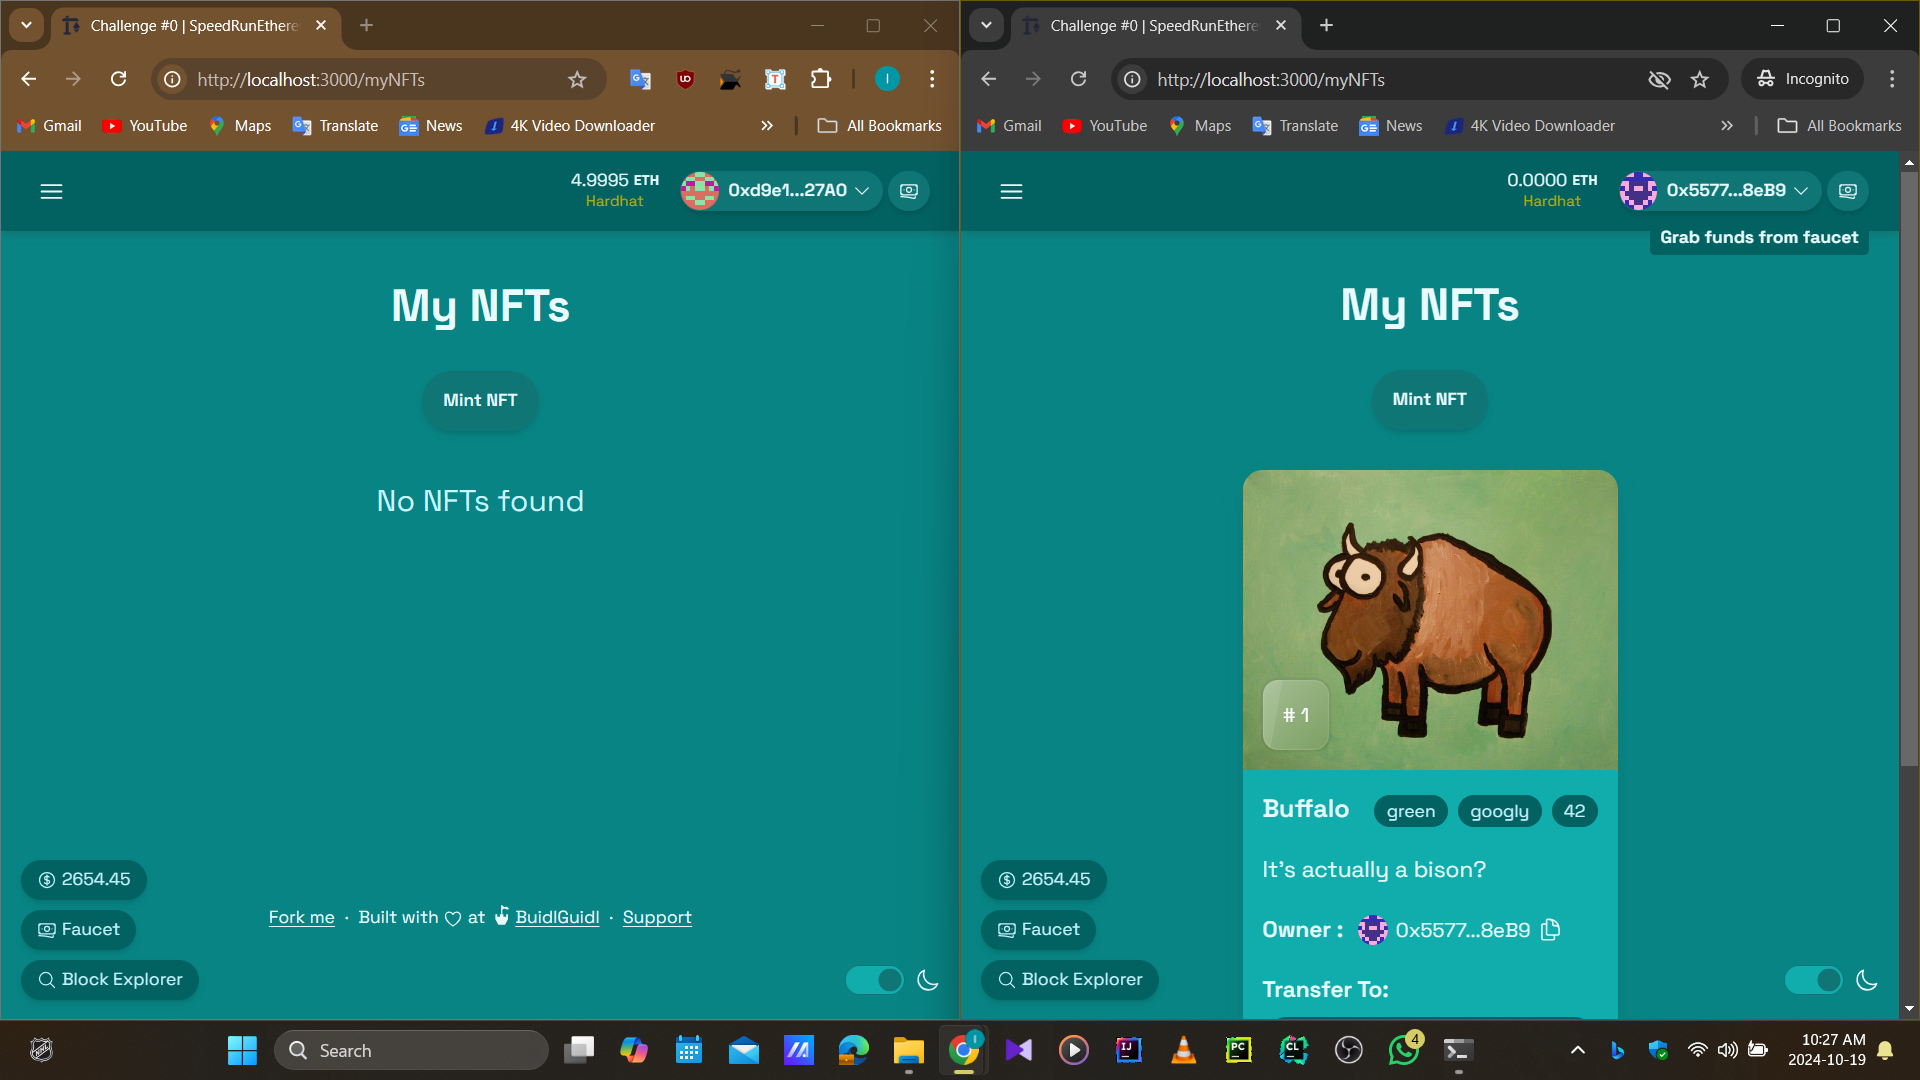 Challenge #0 | SpeedRunEthere
http://localhost:3000/myNFTs
Gmail
YouTube
Maps
Translate
News
4K Video Downloader
All Bookmarks
4.9995 ETH
Hardhat
0xd9e1...27A0
My NFTs
Mint NFT
No NFTs found
2654.45
Faucet
Block Explorer
Fork me · Built with at BuidlGuidl · Support
Challenge #0 | SpeedRunEthere
http://localhost:3000/myNFTs
Incognito
Gmail
YouTube
Maps
Translate
News
4K Video Downloader
All Bookmarks
0.0000 ETH
Hardhat
0x5577...8eB9
Grab funds from faucet
My NFTs
Mint NFT
# 1
Buffalo
green
googly
42
It's actually a bison?
Owner : 0x5577...8eB9
Transfer To:
2654.45
Faucet
Block Explorer
Search
4
10:27 AM
2024-10-19